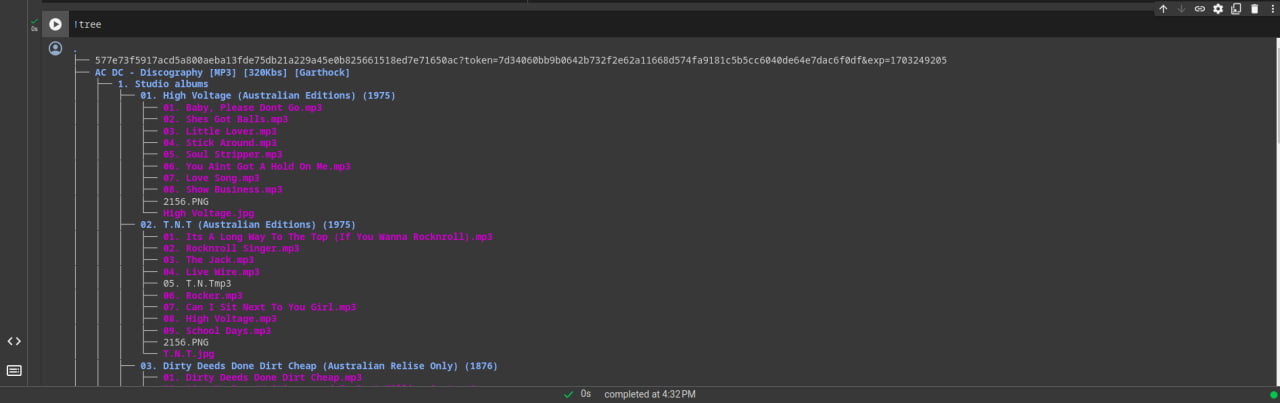 0s
!tree
.
├── 577e73f5917acd5a800aeba13fde75db21a229a45e0b825661518ed7e71650ac?token=7d34060bb9b0642b732f2e62a11668d574fa9181c5b5cc6040de64e7dac6f0df&exp=1703249205
├── AC DC - Discography [MP3] [320Kbs] [Garthock]
│   ├── 1. Studio albums
│   │   ├── 01. High Voltage (Australian Editions) (1975)
│   │   │   ├── 01. Baby, Please Dont Go.mp3
│   │   │   ├── 02. Shes Got Balls.mp3
│   │   │   ├── 03. Little Lover.mp3
│   │   │   ├── 04. Stick Around.mp3
│   │   │   ├── 05. Soul Stripper.mp3
│   │   │   ├── 06. You Aint Got A Hold On Me.mp3
│   │   │   ├── 07. Love Song.mp3
│   │   │   ├── 08. Show Business.mp3
│   │   │   ├── 2156.PNG
│   │   │   └── High Voltage.jpg
│   │   ├── 02. T.N.T (Australian Editions) (1975)
│   │   │   ├── 01. Its A Long Way To The Top (If You Wanna Rocknroll).mp3
│   │   │   ├── 02. Rocknroll Singer.mp3
│   │   │   ├── 03. The Jack.mp3
│   │   │   ├── 04. Live Wire.mp3
│   │   │   ├── 05. T.N.Tmp3
│   │   │   ├── 06. Rocker.mp3
│   │   │   ├── 07. Can I Sit Next To You Girl.mp3
│   │   │   ├── 08. High Voltage.mp3
│   │   │   ├── 09. School Days.mp3
│   │   │   ├── 2156.PNG
│   │   │   └── T.N.T.jpg
│   │   ├── 03. Dirty Deeds Done Dirt Cheap (Australian Relise Only) (1876)
│   │   │   ├── 01. Dirty Deeds Done Dirt Cheap.mp3
0s completed at 4:32 PM